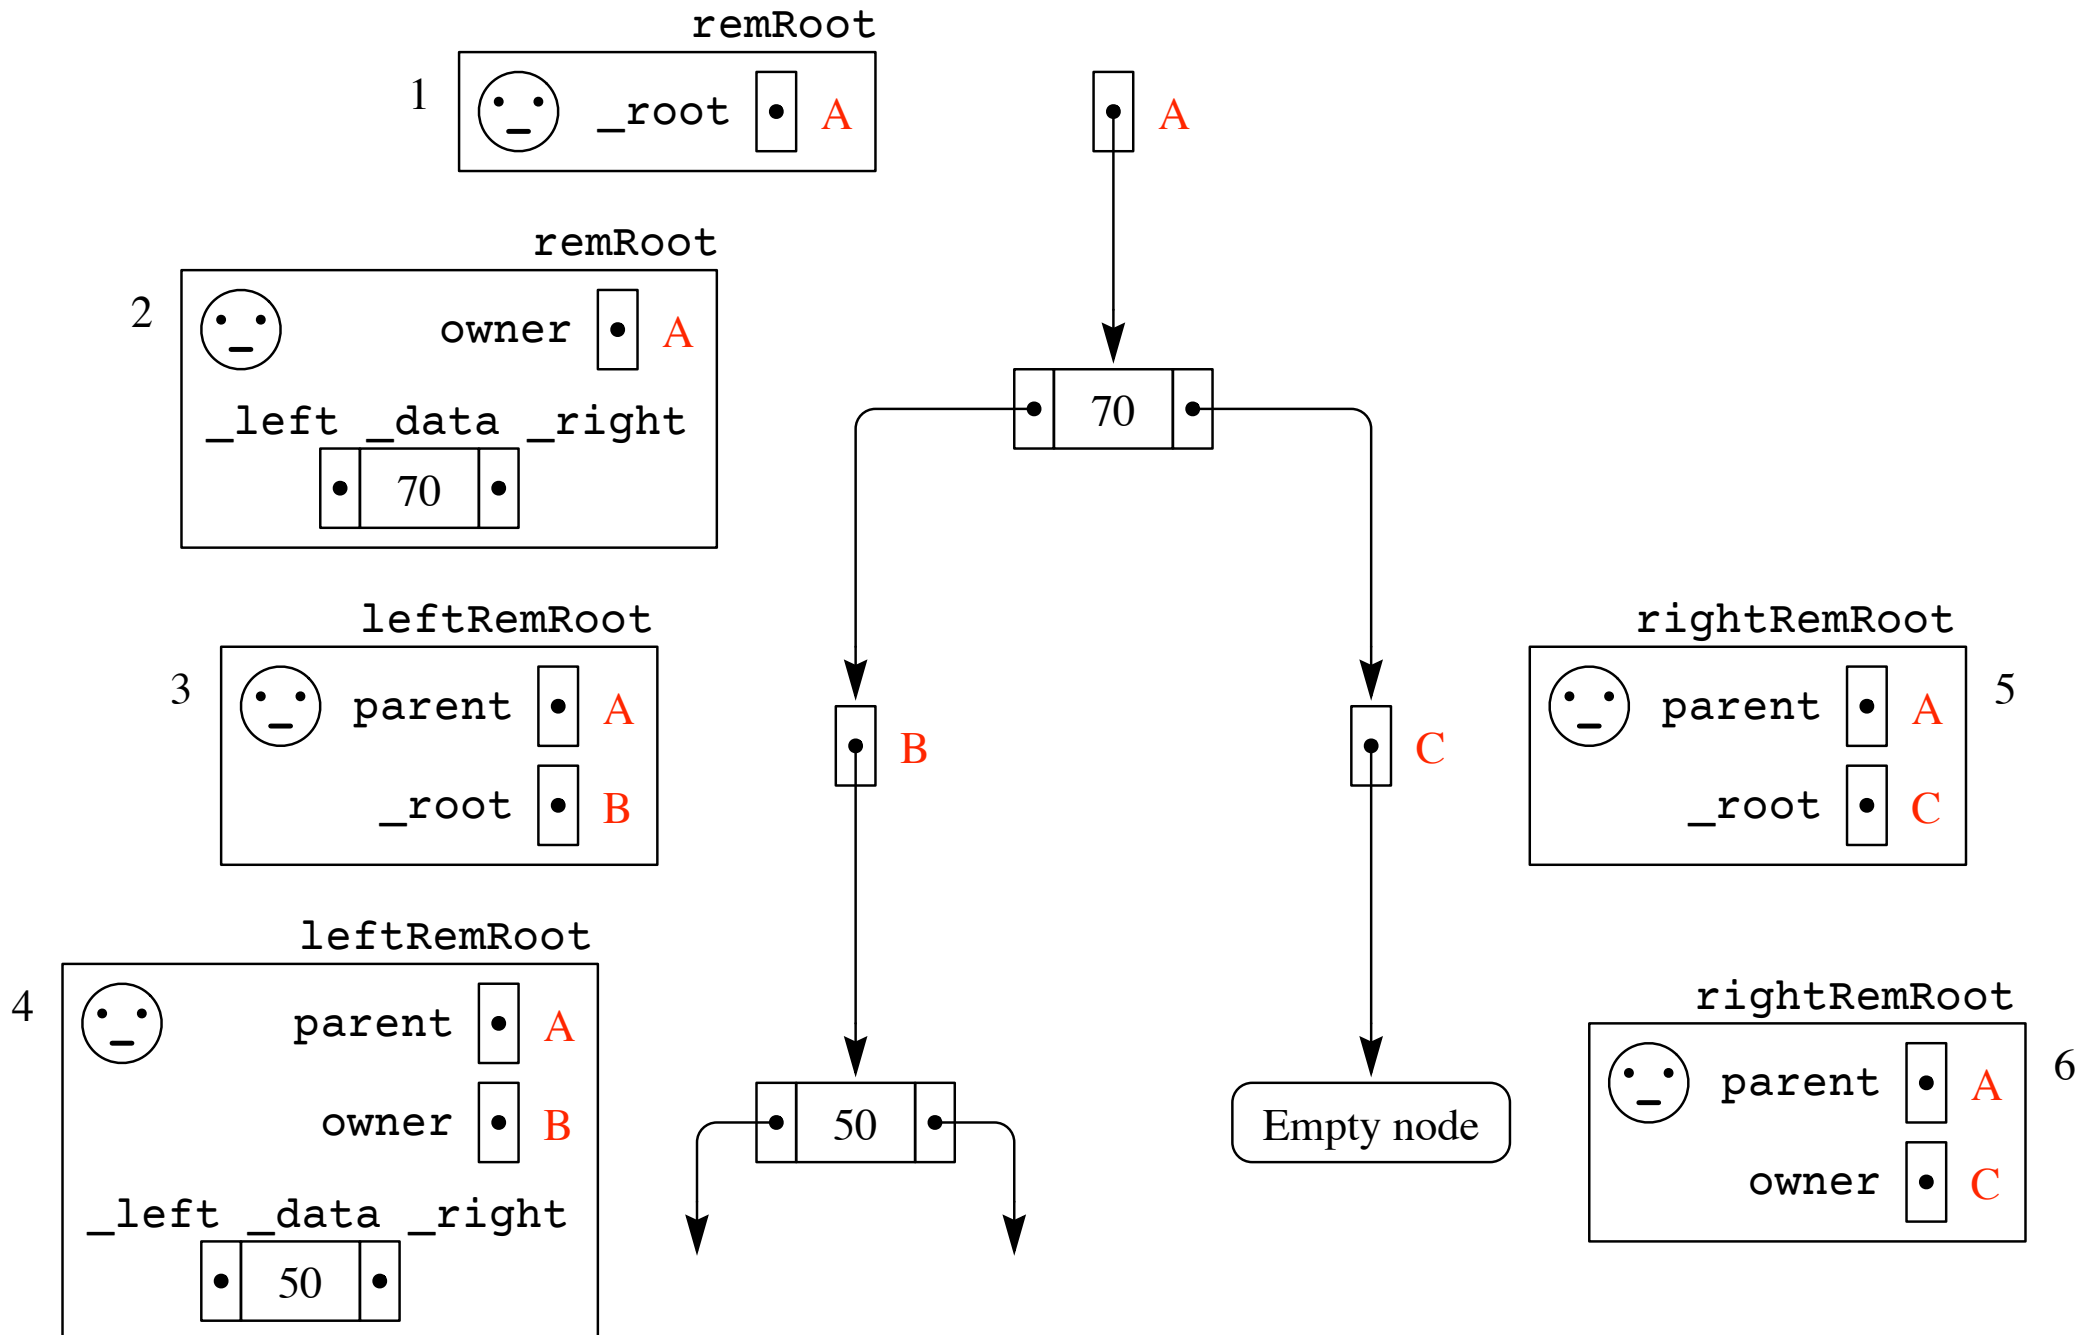 remRoot
1 _root A
A
remRoot
2 owner A
_left _data _right
70
70
leftRemRoot
3 parent A
_root B
B
C
rightRemRoot
parent A 5
_root C
leftRemRoot
4 parent A
owner B
_left _data _right
50
50
Empty node
rightRemRoot
parent A 6
owner C